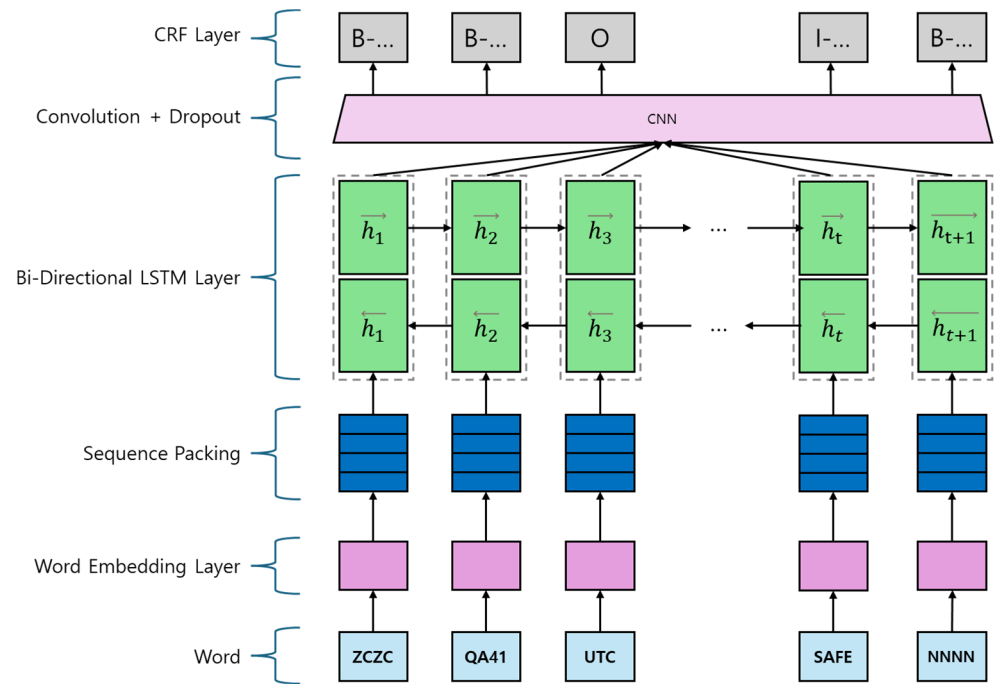 CRF Layer
B-... B-... O I-... B-...
Convolution + Dropout
CNN
Bi-Directional LSTM Layer
h₁ h₂ h₃ ... hₜ hₜ₊₁
h₁ h₂ h₃ ... hₜ hₜ₊₁
Sequence Packing
Word Embedding Layer
Word
ZCZC QA41 UTC SAFE NNNN